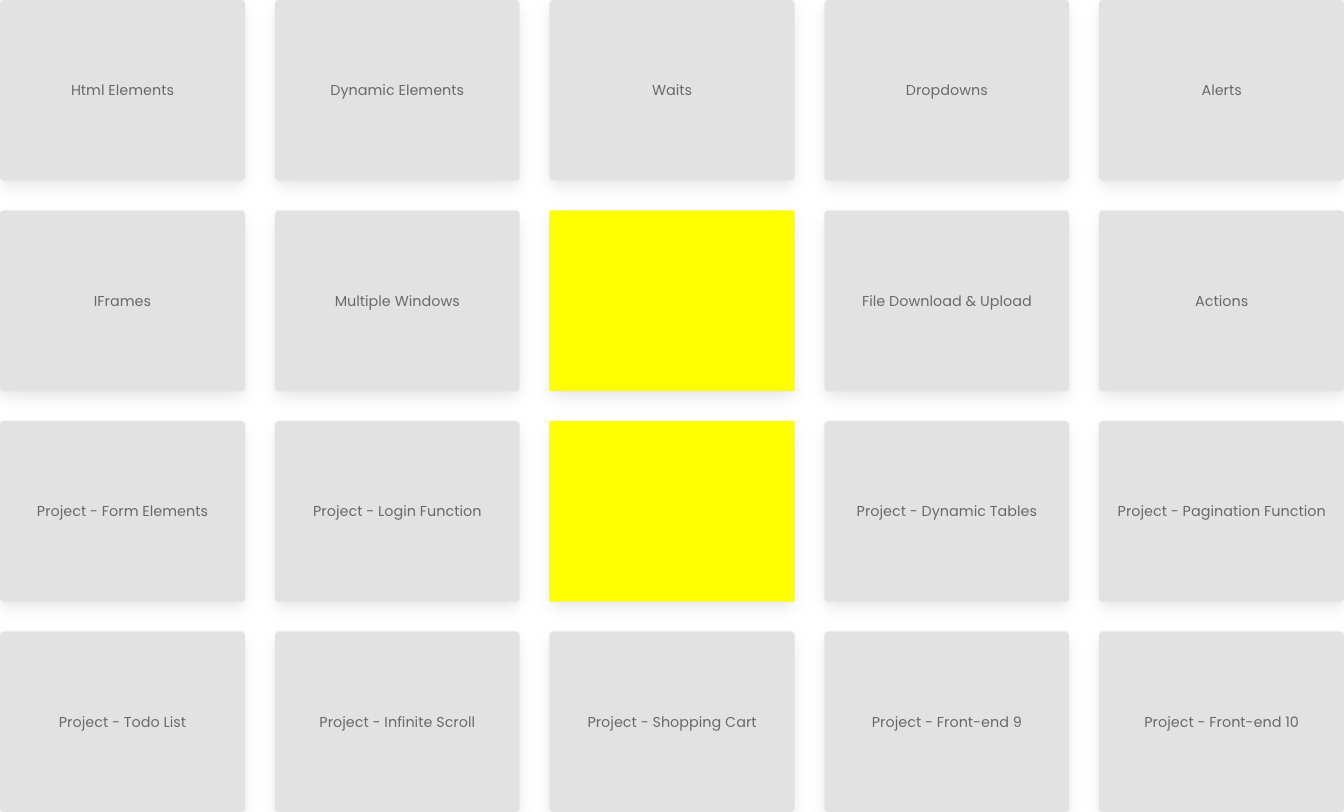 Html Elements
Dynamic Elements
Waits
Dropdowns
Alerts
IFrames
Multiple Windows
File Download & Upload
Actions
Project - Form Elements
Project - Login Function
Project - Dynamic Tables
Project - Pagination Function
Project - Todo List
Project - Infinite Scroll
Project - Shopping Cart
Project - Front-end 9
Project - Front-end 10